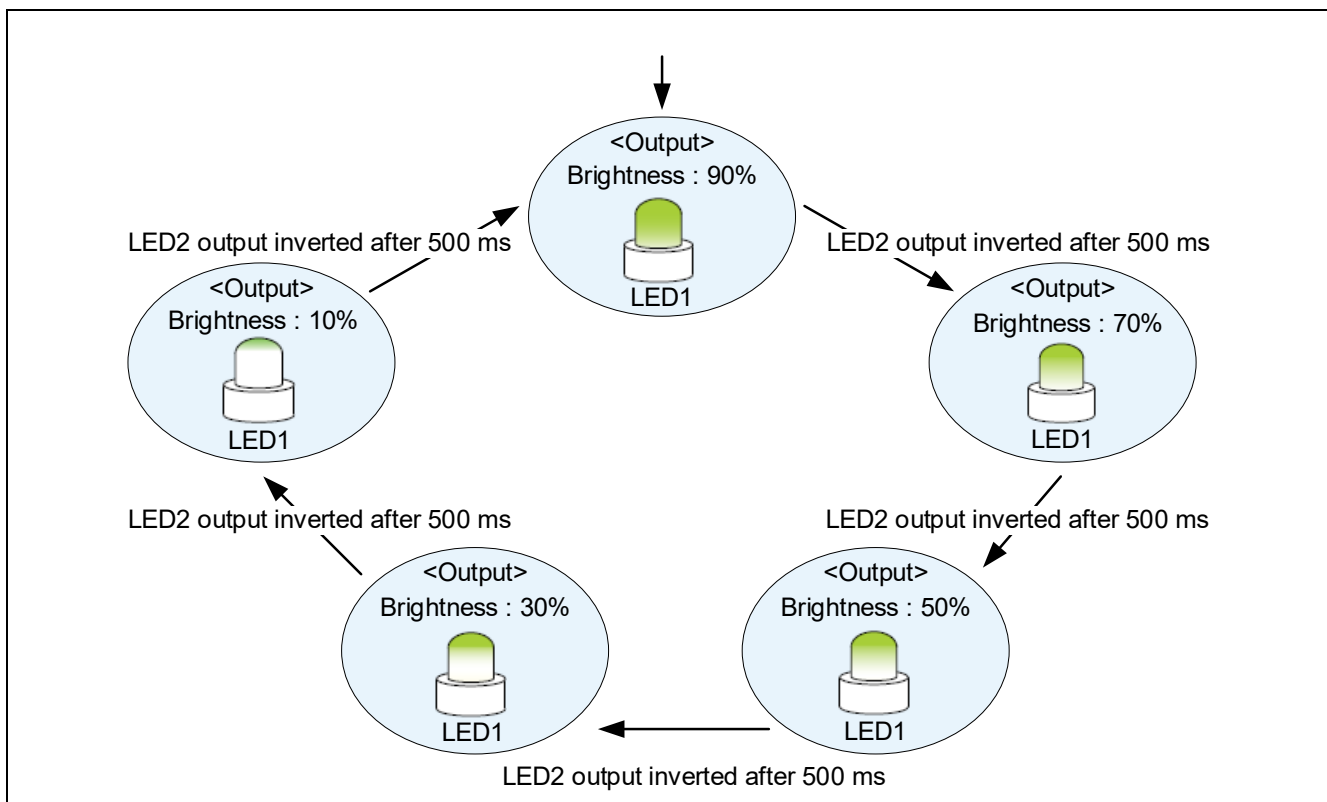 <Output>
Brightness : 90%
LED1
LED2 output inverted after 500 ms
<Output>
Brightness : 70%
LED1
LED2 output inverted after 500 ms
<Output>
Brightness : 50%
LED1
LED2 output inverted after 500 ms
<Output>
Brightness : 30%
LED1
LED2 output inverted after 500 ms
<Output>
Brightness : 10%
LED1
LED2 output inverted after 500 ms